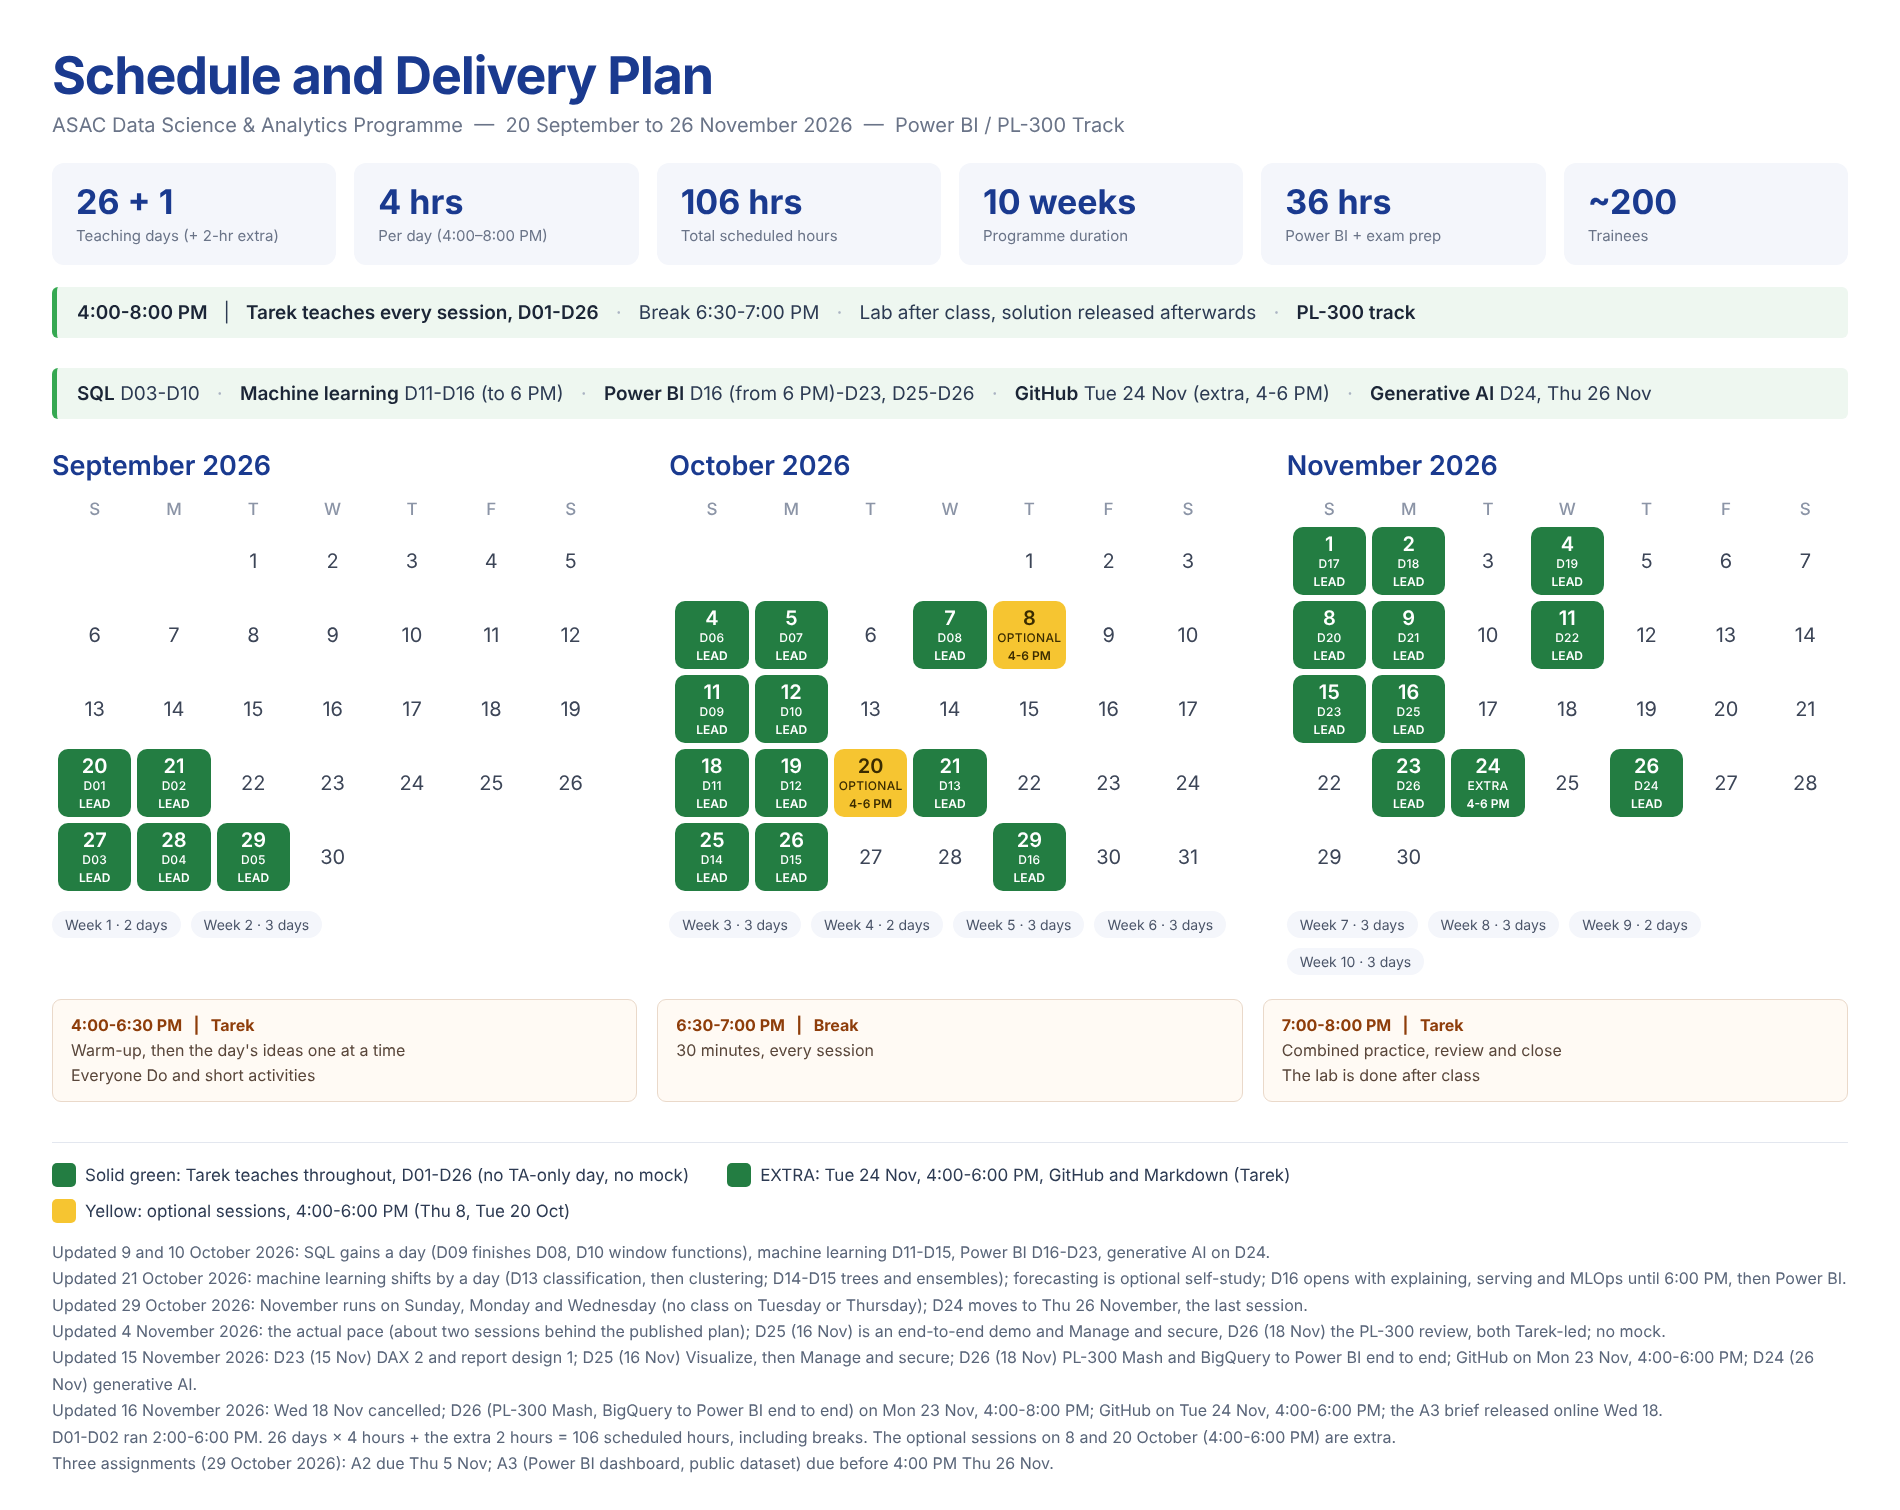 Schedule and Delivery Plan
ASAC Data Science & Analytics Programme — 20 September to 26 November 2026 — Power BI / PL-300 Track
26 + 1
Teaching days (+ 2-hr extra)
4 hrs
Per day (4:00–8:00 PM)
106 hrs
Total scheduled hours
10 weeks
Programme duration
36 hrs
Power BI + exam prep
~200
Trainees
4:00-8:00 PM | Tarek teaches every session, D01-D26 · Break 6:30-7:00 PM · Lab after class, solution released afterwards · PL-300 track
SQL D03-D10 · Machine learning D11-D16 (to 6 PM) · Power BI D16 (from 6 PM)-D23, D25-D26 · GitHub Tue 24 Nov (extra, 4-6 PM) · Generative AI D24, Thu 26 Nov
September 2026
S M T W T F S
1 2 3 4 5
6 7 8 9 10 11 12
13 14 15 16 17 18 19
20 21 22 23 24 25 26
D01 D02
LEAD LEAD
27 28 29 30
D03 D04 D05
LEAD LEAD LEAD
Week 1 · 2 days Week 2 · 3 days
October 2026
S M T W T F S
1 2 3
4 5 6 7 8 9 10
D06 D07 D08 OPTIONAL
LEAD LEAD LEAD 4-6 PM
11 12 13 14 15 16 17
D09 D10
LEAD LEAD
18 19 20 21 22 23 24
D11 D12 OPTIONAL D13
LEAD LEAD 4-6 PM LEAD
25 26 27 28 29 30 31
D14 D15 D16
LEAD LEAD LEAD
Week 3 · 3 days Week 4 · 2 days Week 5 · 3 days Week 6 · 3 days
November 2026
S M T W T F S
1 2 3 4 5 6 7
D17 D18 D19
LEAD LEAD LEAD
8 9 10 11 12 13 14
D20 D21 D22
LEAD LEAD LEAD
15 16 17 18 19 20 21
D23 D25
LEAD LEAD
22 23 24 25 26 27 28
D26 EXTRA D24
LEAD 4-6 PM LEAD
29 30
Week 7 · 3 days Week 8 · 3 days Week 9 · 2 days
Week 10 · 3 days
4:00-6:30 PM | Tarek
Warm-up, then the day's ideas one at a time
Everyone Do and short activities
6:30-7:00 PM | Break
30 minutes, every session
7:00-8:00 PM | Tarek
Combined practice, review and close
The lab is done after class
Solid green: Tarek teaches throughout, D01-D26 (no TA-only day, no mock)
EXTRA: Tue 24 Nov, 4:00-6:00 PM, GitHub and Markdown (Tarek)
Yellow: optional sessions, 4:00-6:00 PM (Thu 8, Tue 20 Oct)
Updated 9 and 10 October 2026: SQL gains a day (D09 finishes D08, D10 window functions), machine learning D11-D15, Power BI D16-D23, generative AI on D24.
Updated 21 October 2026: machine learning shifts by a day (D13 classification, then clustering; D14-D15 trees and ensembles); forecasting is optional self-study; D16 opens with explaining, serving and MLOps until 6:00 PM, then Power BI.
Updated 29 October 2026: November runs on Sunday, Monday and Wednesday (no class on Tuesday or Thursday); D24 moves to Thu 26 November, the last session.
Updated 4 November 2026: the actual pace (about two sessions behind the published plan); D25 (16 Nov) is an end-to-end demo and Manage and secure, D26 (18 Nov) the PL-300 review, both Tarek-led; no mock.
Updated 15 November 2026: D23 (15 Nov) DAX 2 and report design 1; D25 (16 Nov) Visualize, then Manage and secure; D26 (18 Nov) PL-300 Mash and BigQuery to Power BI end to end; GitHub on Mon 23 Nov, 4:00-6:00 PM; D24 (26
Nov) generative AI.
Updated 16 November 2026: Wed 18 Nov cancelled; D26 (PL-300 Mash, BigQuery to Power BI end to end) on Mon 23 Nov, 4:00-8:00 PM; GitHub on Tue 24 Nov, 4:00-6:00 PM; the A3 brief released online Wed 18.
D01-D02 ran 2:00-6:00 PM. 26 days × 4 hours + the extra 2 hours = 106 scheduled hours, including breaks. The optional sessions on 8 and 20 October (4:00-6:00 PM) are extra.
Three assignments (29 October 2026): A2 due Thu 5 Nov; A3 (Power BI dashboard, public dataset) due before 4:00 PM Thu 26 Nov.